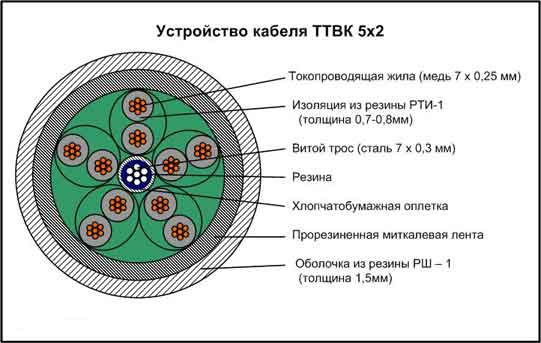 Устройство кабеля ТТВК 5х2
Токопроводящая жила (медь 7 х 0,25 мм)
Изоляция из резины РТИ-1
(толщина 0,7-0,8мм)
Витой трос (сталь 7 х 0,3 мм)
Резина
Хлопчатобумажная оплетка
Прорезиненная миткалевая лента
Оболочка из резины РШ – 1
(толщина 1,5мм)